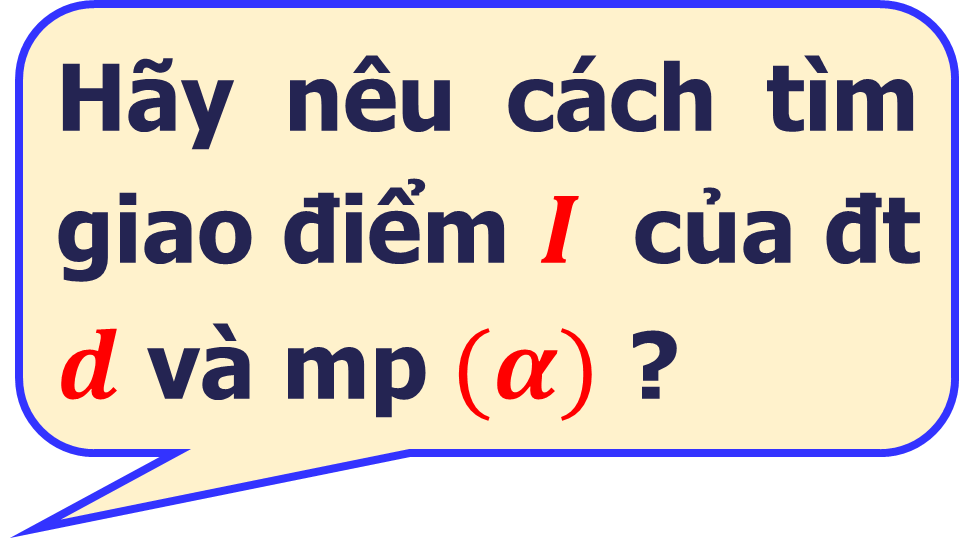 Hãy nêu cách tìm
giao điểm I của đt
d và mp (α) ?